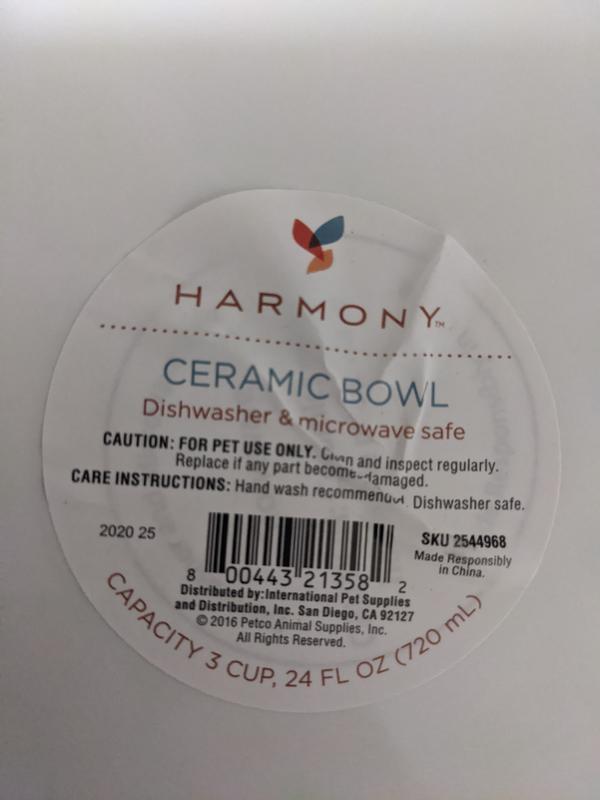 HARMONY™
CERAMIC BOWL
Dishwasher & microwave safe
CAUTION: FOR PET USE ONLY. Clean and inspect regularly.
Replace if any part becomes damaged.
CARE INSTRUCTIONS: Hand wash recommended. Dishwasher safe.
2020 25
SKU 2544968
Made Responsibly
in China.
8 00443 21358 2
Distributed by:International Pet Supplies
and Distribution, Inc. San Diego, CA 92127
© 2016 Petco Animal Supplies, Inc.
All Rights Reserved.
CAPACITY 3 CUP, 24 FL OZ (720 mL)